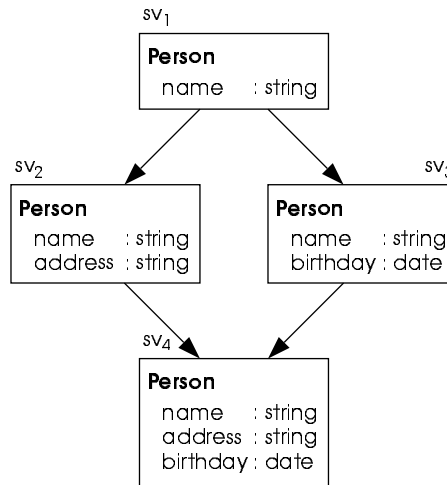 sv1
Person
name : string
sv2
Person
name : string
address : string
sv3
Person
name : string
birthday : date
sv4
Person
name : string
address : string
birthday : date